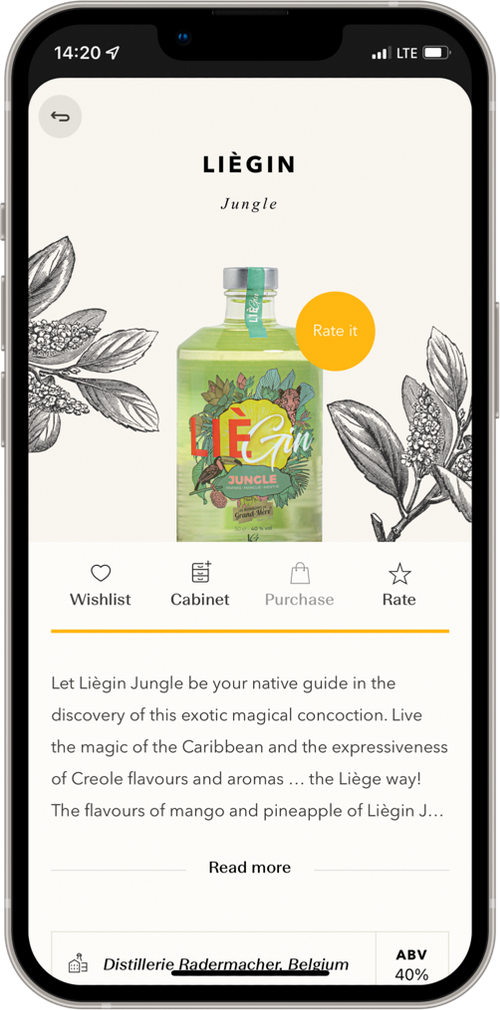 14:20
LTE
LIÈGIN
Jungle
Rate it
LIÈGin
LIÈGin
JUNGLE
Grand-Mère
40 % vol
Wishlist
Cabinet
Purchase
Rate
Let Liègin Jungle be your native guide in the
discovery of this exotic magical concoction. Live
the magic of the Caribbean and the expressiveness
of Creole flavours and aromas … the Liège way!
The flavours of mango and pineapple of Liègin J…
Read more
Distillerie Radermacher, Belgium
ABV
40%